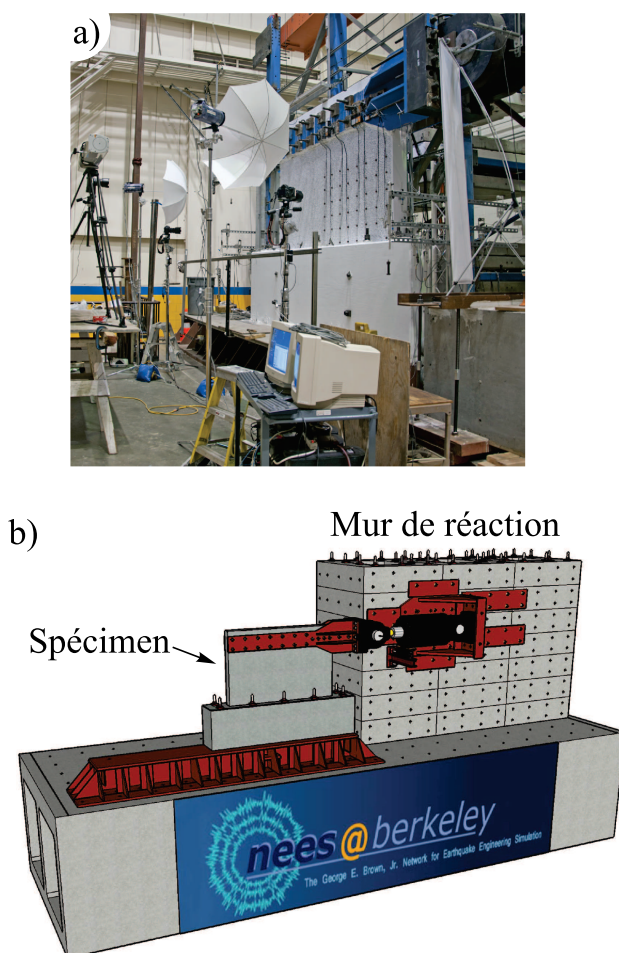 a)
b)
Mur de réaction
Spécimen
nees@berkeley
The George E. Brown, Jr. Network for Earthquake Engineering Simulation